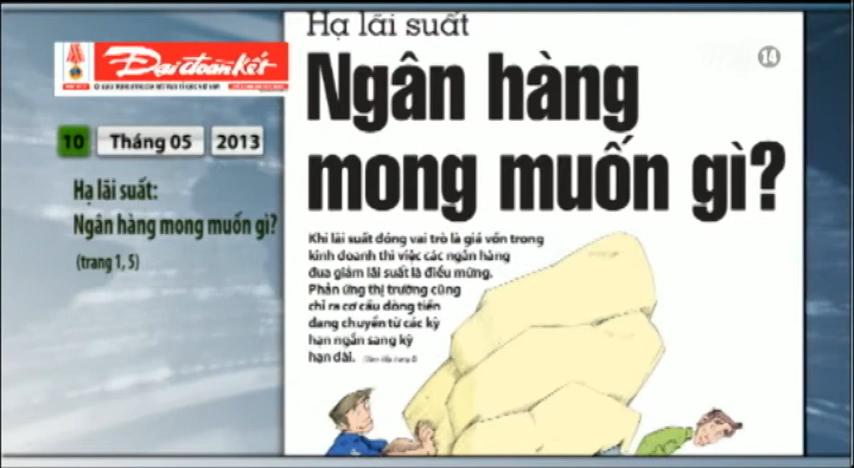 Đại đoàn kết
10
Tháng 05
2013
Hạ lãi suất:
Ngân hàng mong muốn gì?
(trang 1, 5)
Hạ lãi suất
Ngân hàng
mong muốn gì?
14
Khi lãi suất đóng vai trò là giá vốn trong
kinh doanh thì việc các ngân hàng
đua giảm lãi suất là điều mừng.
Phản ứng thị trường cũng
chỉ ra cơ cấu dòng tiền
đang chuyển từ các kỳ
hạn ngắn sang kỳ
hạn dài.